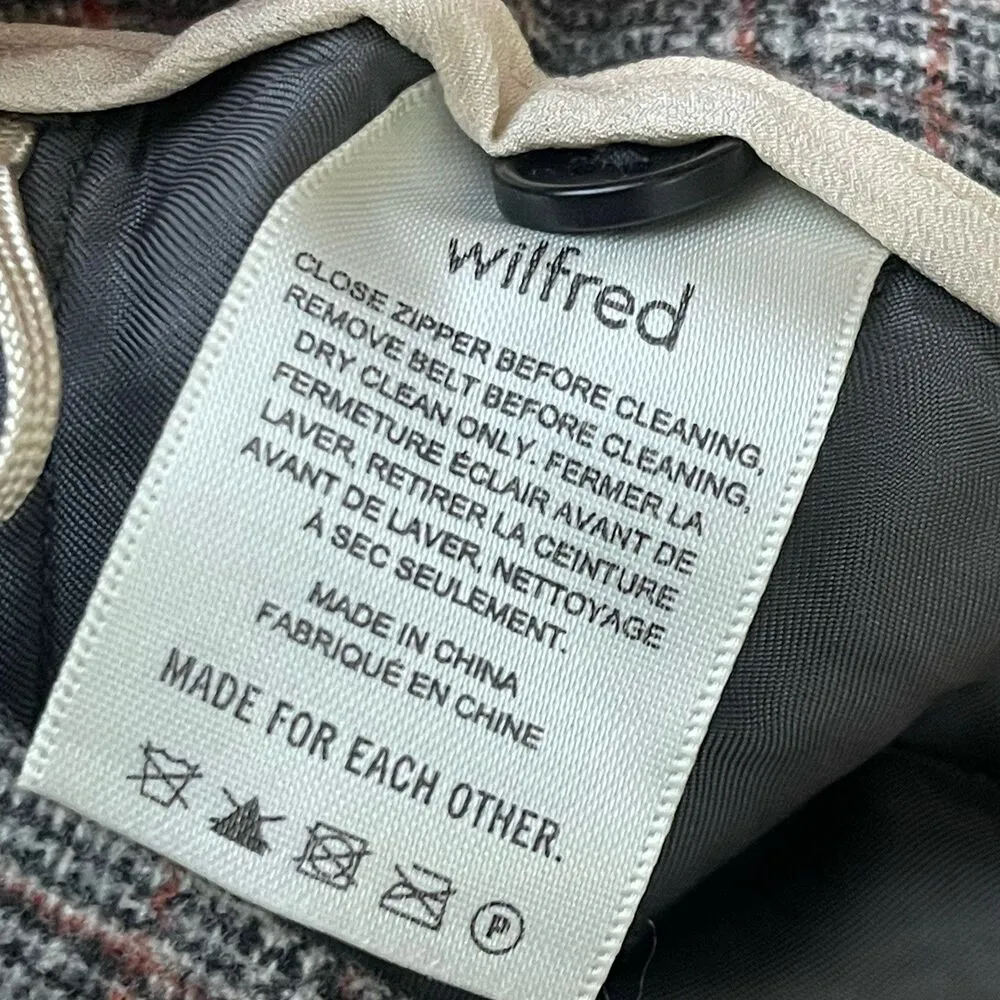 wilfred
CLOSE ZIPPER BEFORE CLEANING,
REMOVE BELT BEFORE CLEANING,
DRY CLEAN ONLY. FERMER LA
FERMETURE ÉCLAIR AVANT DE
LAVER, RETIRER LA CEINTURE
AVANT DE LAVER, NETTOYAGE
À SEC SEULEMENT.
MADE IN CHINA
FABRIQUÉ EN CHINE
MADE FOR EACH OTHER.
P